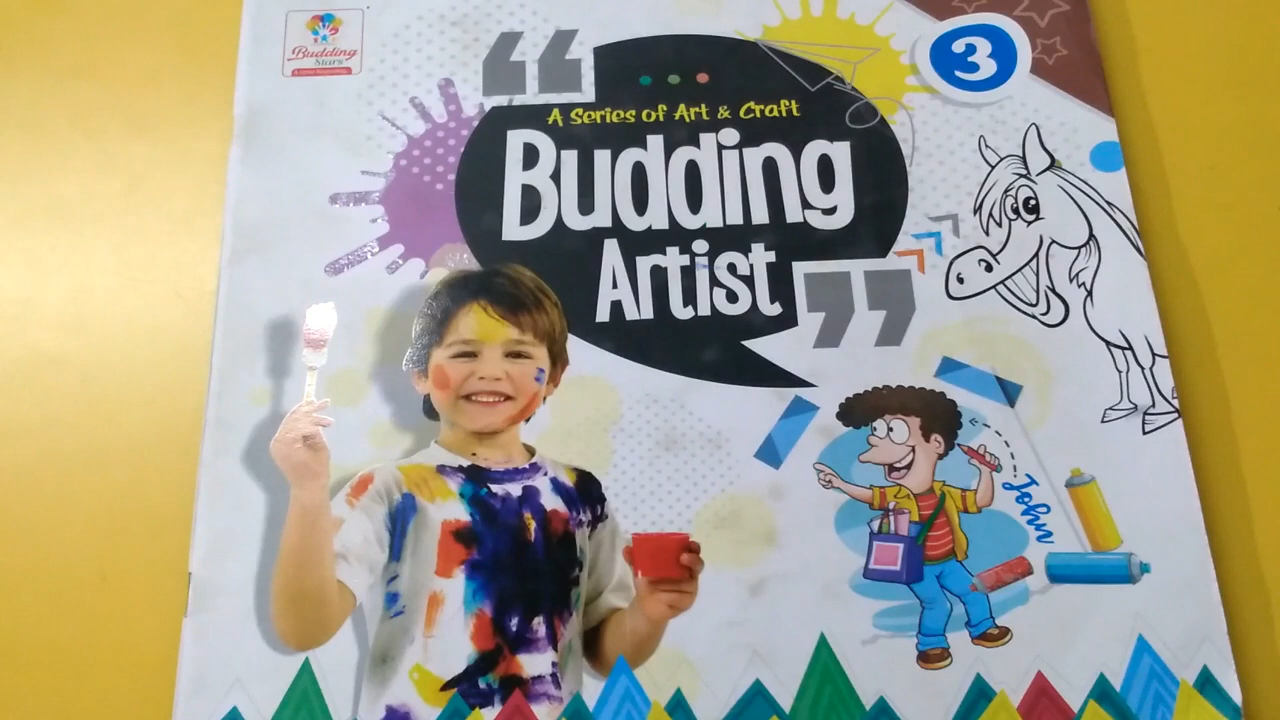 Budding
Stars
3
A Series of Art & Craft
Budding
Artist
John